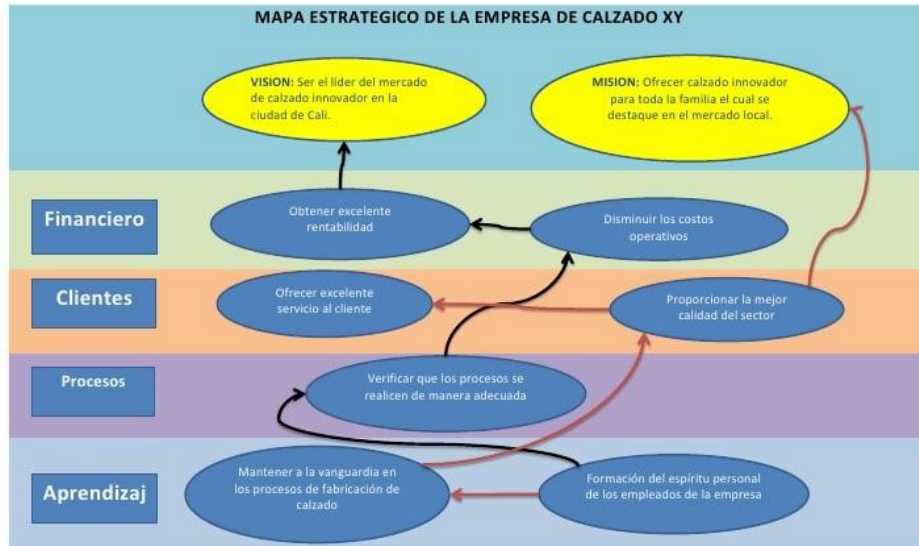 MAPA ESTRATEGICO DE LA EMPRESA DE CALZADO XY
VISION: Ser el líder del mercado
de calzado innovador en la
ciudad de Cali.
MISION: Ofrecer calzado innovador
para toda la familia el cual se
destaque en el mercado local.
Financiero
Obtener excelente
rentabilidad
Disminuir los costos
operativos
Clientes
Ofrecer excelente
servicio al cliente
Proporcionar la mejor
calidad del sector
Procesos
Verificar que los procesos se
realicen de manera adecuada
Aprendizaj
Mantener a la vanguardia en
los procesos de fabricación de
calzado
Formación del espíritu personal
de los empleados de la empresa